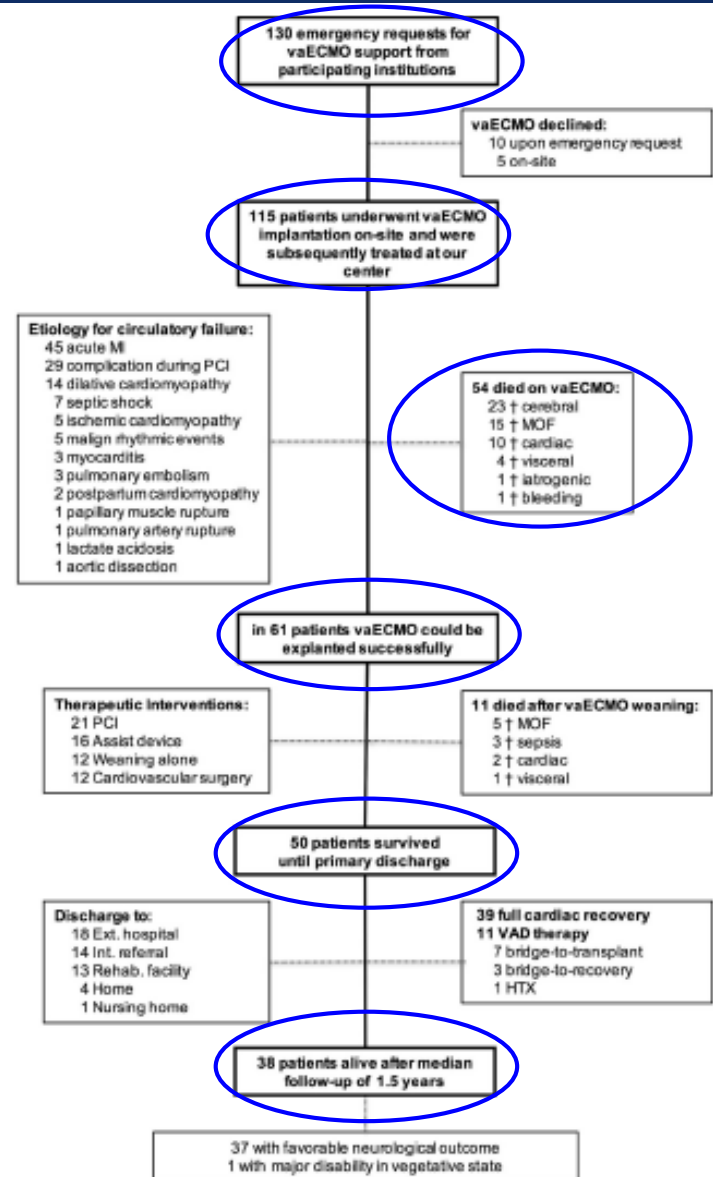 130 emergency requests for
vaECMO support from
participating institutions
vaECMO declined:
10 upon emergency request
5 on-site
115 patients underwent vaECMO
implantation on-site and were
subsequently treated at our
center
Etiology for circulatory failure:
45 acute MI
29 complication during PCI
14 dilative cardiomyopathy
7 septic shock
5 ischemic cardiomyopathy
5 malign rhythmic events
3 myocarditis
3 pulmonary embolism
2 postpartum cardiomyopathy
1 papillary muscle rupture
1 pulmonary artery rupture
1 lactate acidosis
1 aortic dissection
54 died on vaECMO:
23 † cerebral
15 † MOF
10 † cardiac
4 † visceral
1 † iatrogenic
1 † bleeding
in 61 patients vaECMO could be
explanted successfully
Therapeutic Interventions:
21 PCI
16 Assist device
12 Weaning alone
12 Cardiovascular surgery
11 died after vaECMO weaning:
5 † MOF
3 † sepsis
2 † cardiac
1 † visceral
50 patients survived
until primary discharge
Discharge to:
18 Ext. hospital
14 Int. referral
13 Rehab. facility
4 Home
1 Nursing home
39 full cardiac recovery
11 VAD therapy
7 bridge-to-transplant
3 bridge-to-recovery
1 HTX
38 patients alive after median
follow-up of 1.5 years
37 with favorable neurological outcome
1 with major disability in vegetative state